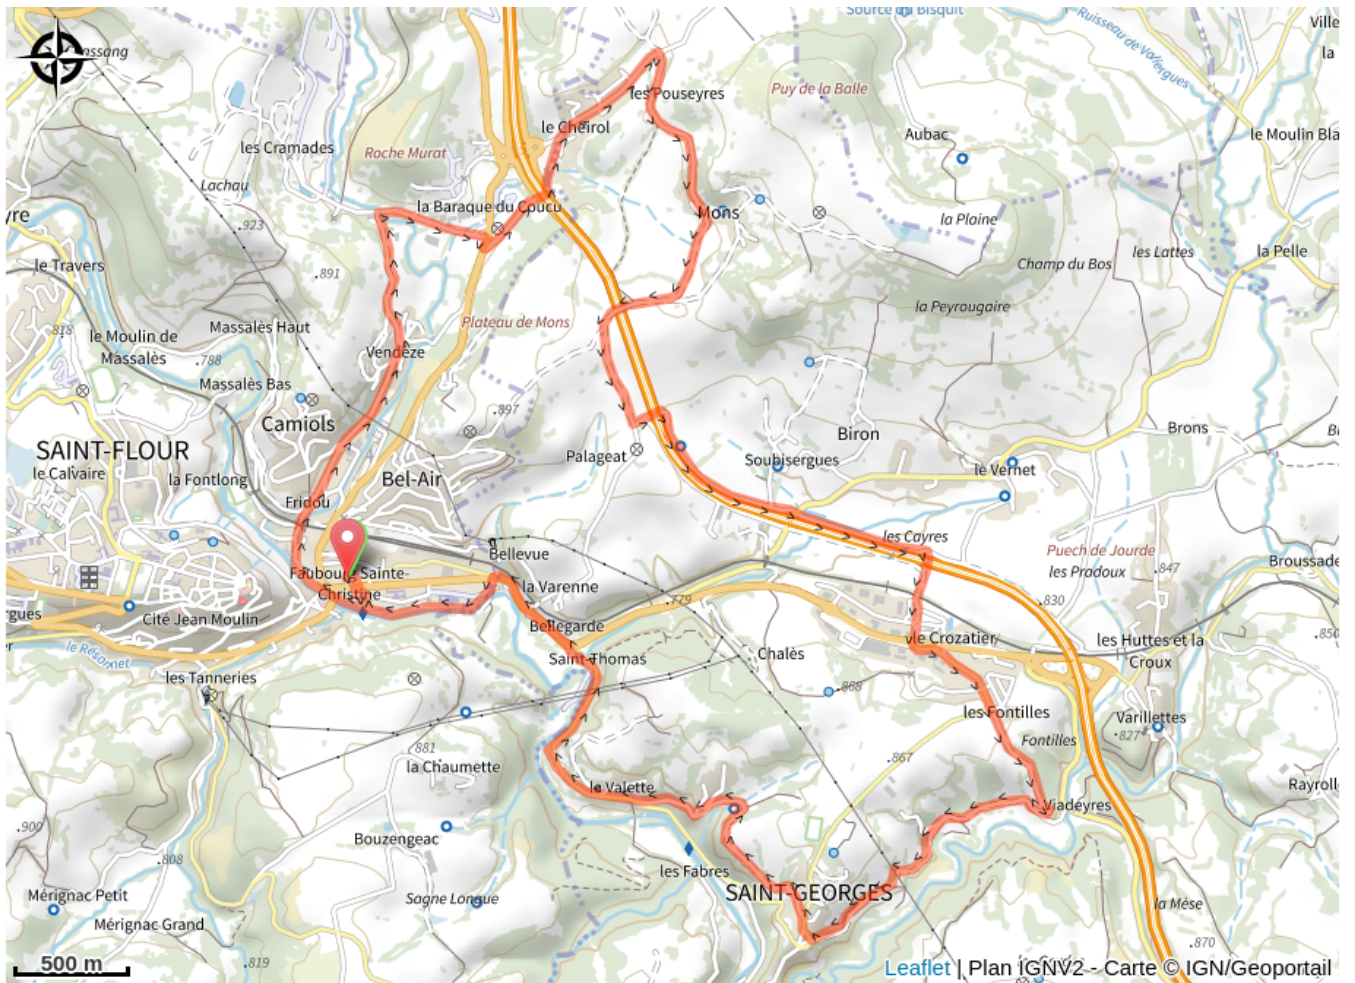 Source du Bisquit
Ruisseau de Vallergues
Ville
la
Puy de la Balle
les Pouseyres
le Cheirol
Aubac
le Moulin Bla
les Cramades
Roche Murat
Lachau
la Baraque du Coucu
Mons
la Plaine
yre
.923
les Lattes
la Pelle
le Travers
.891
Champ du Bos
la Peyrougaire
Plateau de Mons
818
le Moulin de
Massalès
Massalès Haut
.788
Vendèze
Massalès Bas
.897
Camiols
Brons
SAINT-FLOUR
Biron
le Calvaire
la Fontlong
Bel-Air
Palageat
Soubisergues
le Vernet
Fridou
les Cayres
Bellevue
Puech de Jourde
les Pradoux
.847
Broussade
Faubourg Sainte-
Christine
la Varenne
.779
.830
gues
Cité Jean Moulin
Bellegarde
le Crozatier
les Huttes et la
Croux
.850
le Résomet
Saint-Thomas
Chalès
les Tanneries
.868
les Fontilles
Varillettes
.827
Fontilles
881
la Chaumette
.867
la Valette
Rayroll
Viadeyres
.900
Bouzengeac
.808
les Fabres
Mérignac Petit
Sagne Longue
SAINT-GEORGES
la Mèse
Mérignac Grand
.870
.819
500 m
Leaflet | Plan IGNV2 - Carte © IGN/Geoportail